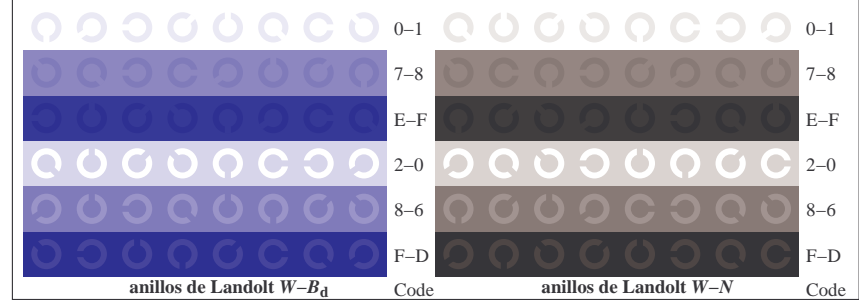 0–1 0–1
7–8 7–8
E–F E–F
2–0 2–0
8–6 8–6
F–D F–D
anillos de Landolt W–Bd Code anillos de Landolt W–N Code